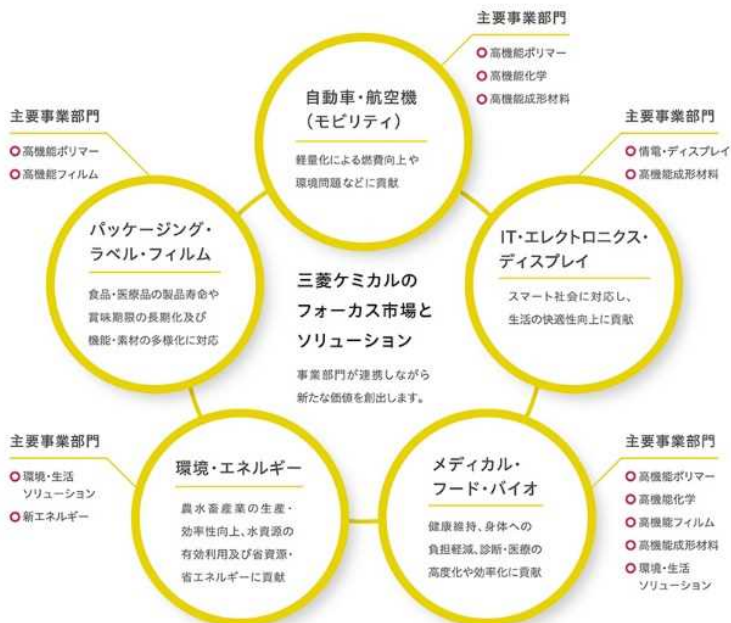 主要事業部門
高機能ポリマー
高機能化学
高機能成形材料
自動車・航空機
(モビリティ)
軽量化による燃費向上や
環境問題などに貢献
主要事業部門
高機能ポリマー
高機能フィルム
パッケージング・
ラベル・フィルム
食品・医療品の製品寿命や
賞味期限の長期化及び
機能・素材の多様化に対応
主要事業部門
情電・ディスプレイ
高機能成形材料
IT・エレクトロニクス・
ディスプレイ
スマート社会に対応し、
生活の快適性向上に貢献
三菱ケミカルの
フォーカス市場と
ソリューション
事業部門が連携しながら
新たな価値を創出します。
主要事業部門
環境・生活
ソリューション
新エネルギー
環境・エネルギー
農水畜産業の生産・
効率性向上、水資源の
有効利用及び省資源・
省エネルギーに貢献
メディカル・
フード・バイオ
健康維持、身体への
負担軽減、診断・医療の
高度化や効率化に貢献
主要事業部門
高機能ポリマー
高機能化学
高機能フィルム
高機能成形材料
環境・生活
ソリューション